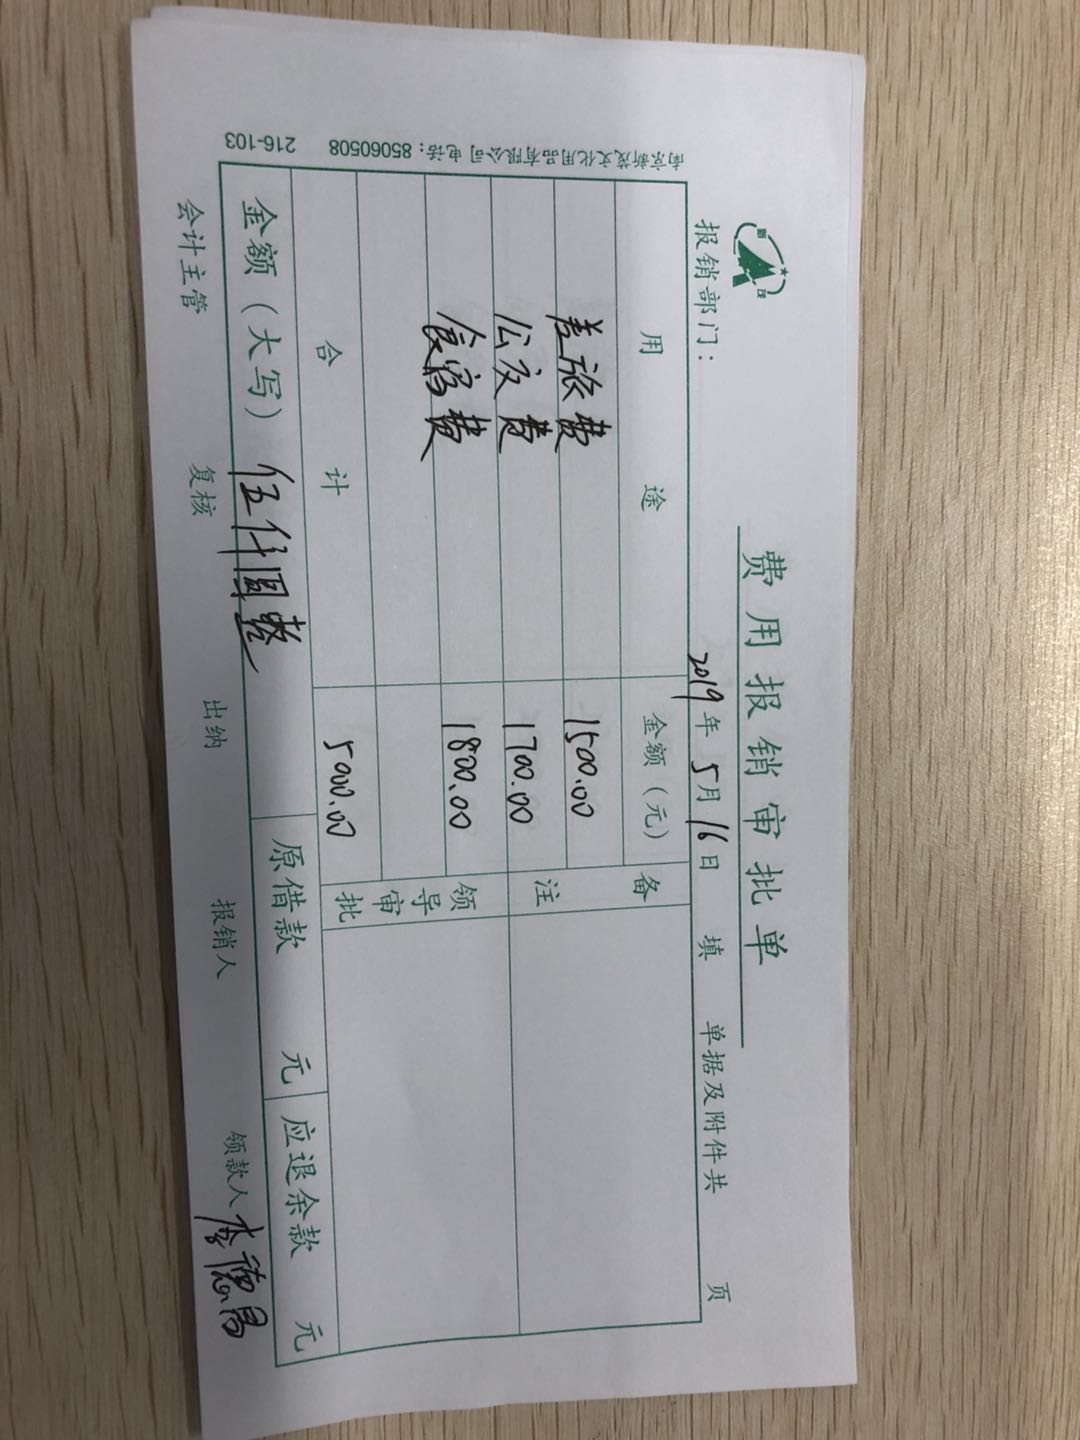 费用报销审批单
报销部门： 2019年5月16日 填 单据及附件共 页
用途 金额（元） 备注
差旅费 1500.00
公交费 1700.00
食宿费 1800.00 领导审批
合计 5000.00
金额（大写） 伍仟圆整 原借款 元 应退余款 元
会计主管 复核 出纳 报销人 领款人 李德昌
216-103 南京新茂文化用品有限公司 电话：85060508